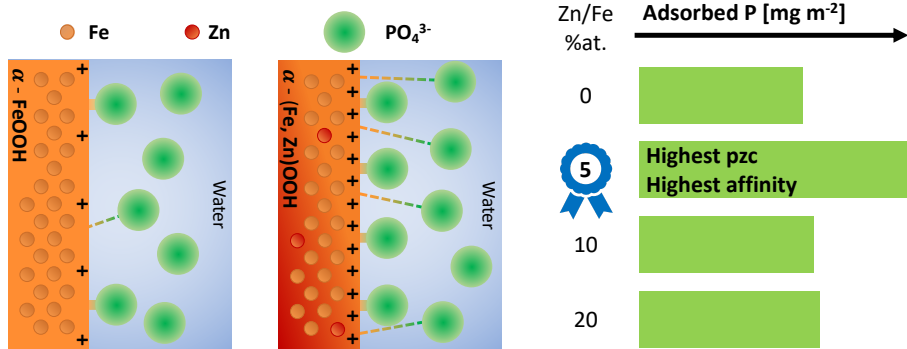 Fe
Zn
PO₄³⁻
α - FeOOH
+
+
+
+
+
Water
α - (Fe, Zn)OOH
+
+
+
+
+
+
+
+
+
+
+
+
+
Water
Zn/Fe
%at.
Adsorbed P [mg m⁻²]
0
5
Highest pzc
Highest affinity
10
20